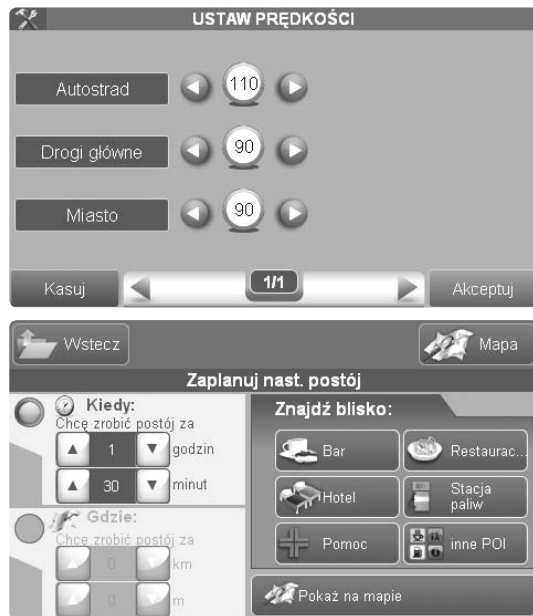 USTAW PRĘDKOŚCI
Autostrad
110
Drogi główne
90
Miasto
90
Kasuj
1/1
Akceptuj
Wstecz
Mapa
Zaplanuj nast. postój
Kiedy:
Chcę zrobić postój za
1
godzin
30
minut
Gdzie:
Chcę zrobić postój za
0
km
0
m
Znajdź blisko:
Bar
Restaurac...
Hotel
Stacja
paliw
Pomoc
inne POI
Pokaż na mapie